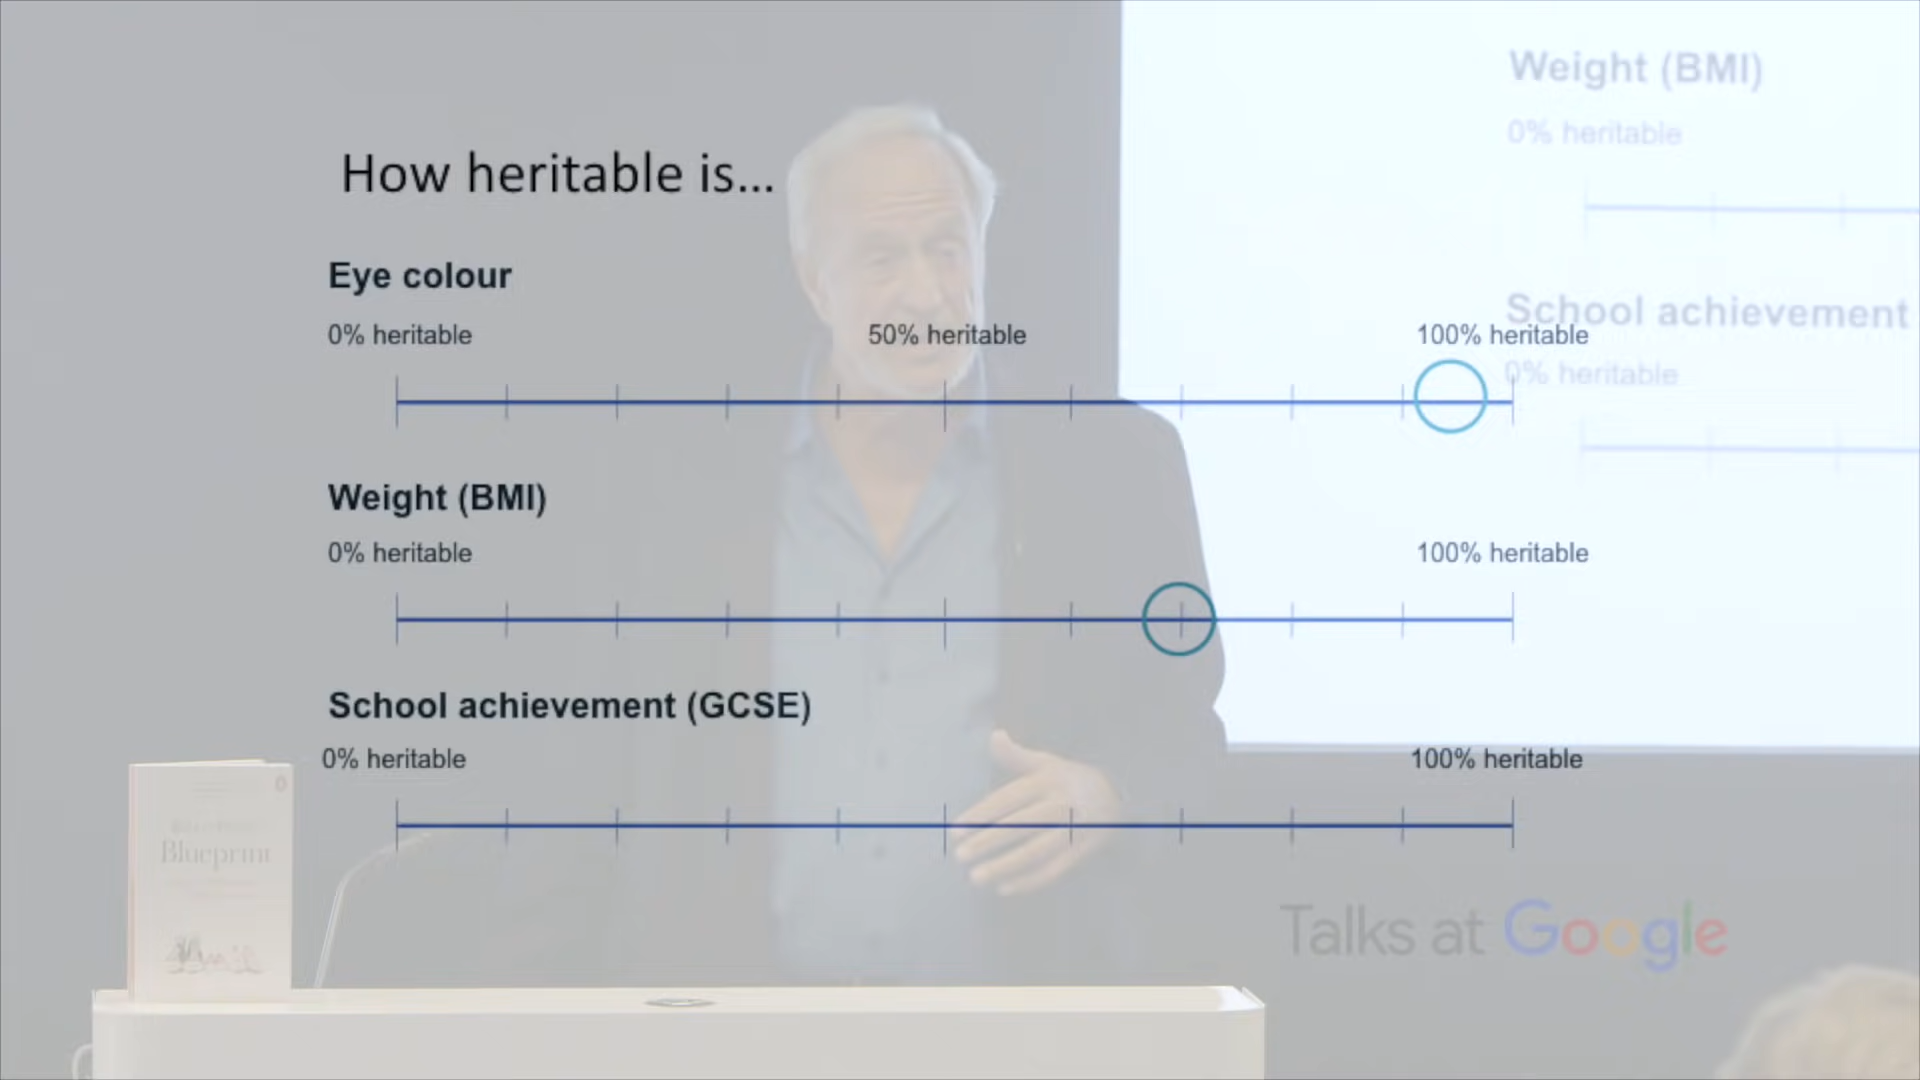 How heritable is...
Eye colour
0% heritable
50% heritable
100% heritable
Weight (BMI)
0% heritable
100% heritable
School achievement (GCSE)
0% heritable
100% heritable
Weight (BMI)
0% heritable
School achievement
0% heritable
Blueprint
Talks at Google